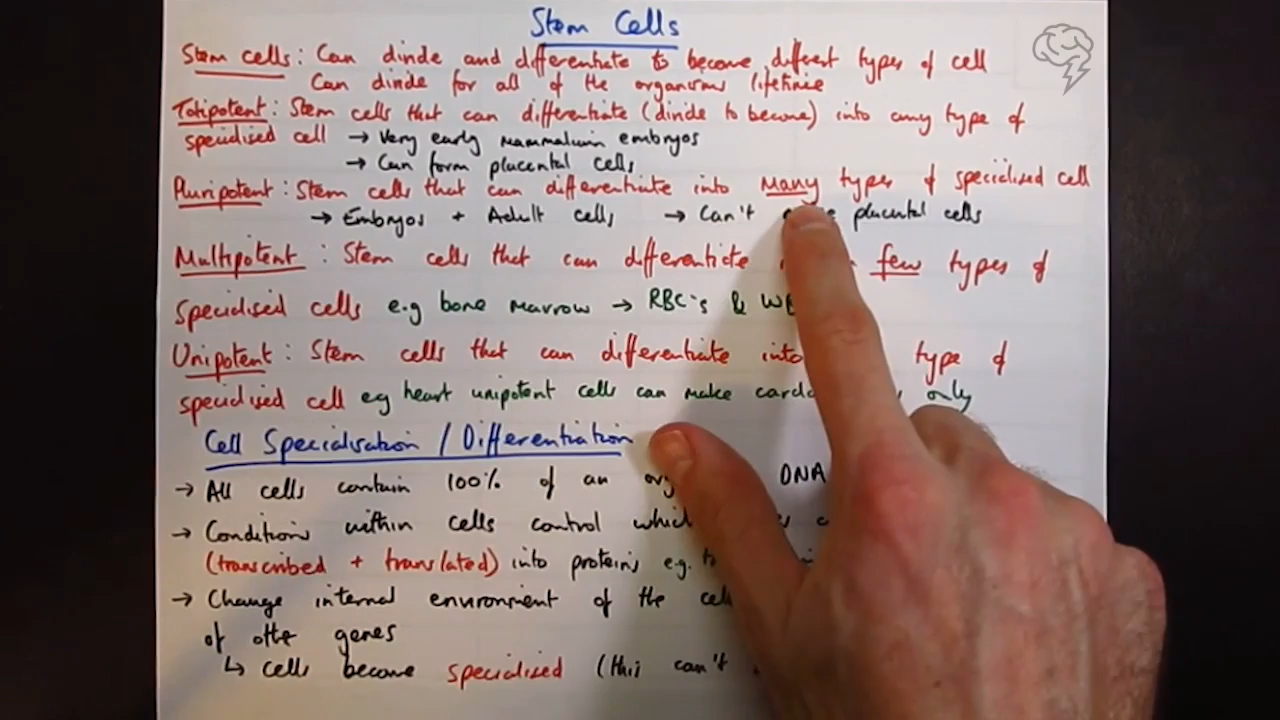 Stem Cells
Stem cells: Can divide and differentiate to become different types of cell
Can divide for all of the organisms lifetime
Totipotent: Stem cells that can differentiate (divide to become) into any type of
specialised cell → Very early mammalian embryos
→ Can form placental cells
Pluripotent: Stem cells that can differentiate into Many types of specialised cell
→ Embryos + Adult cells → Can't placental cells
Multipotent: Stem cells that can differentiate few types of
specialised cells e.g bone marrow → RBC's &
Unipotent: Stem cells that can differentiate into type of
specialised cell eg heart unipotent cells can make only
Cell Specialisation / Differentiation
→ All cells contain 100% of an DNA
→ Conditions within cells control which
(transcribed + translated) into proteins e.g.
→ Change internal environment of the
of other genes
↳ cells become specialised (this can't